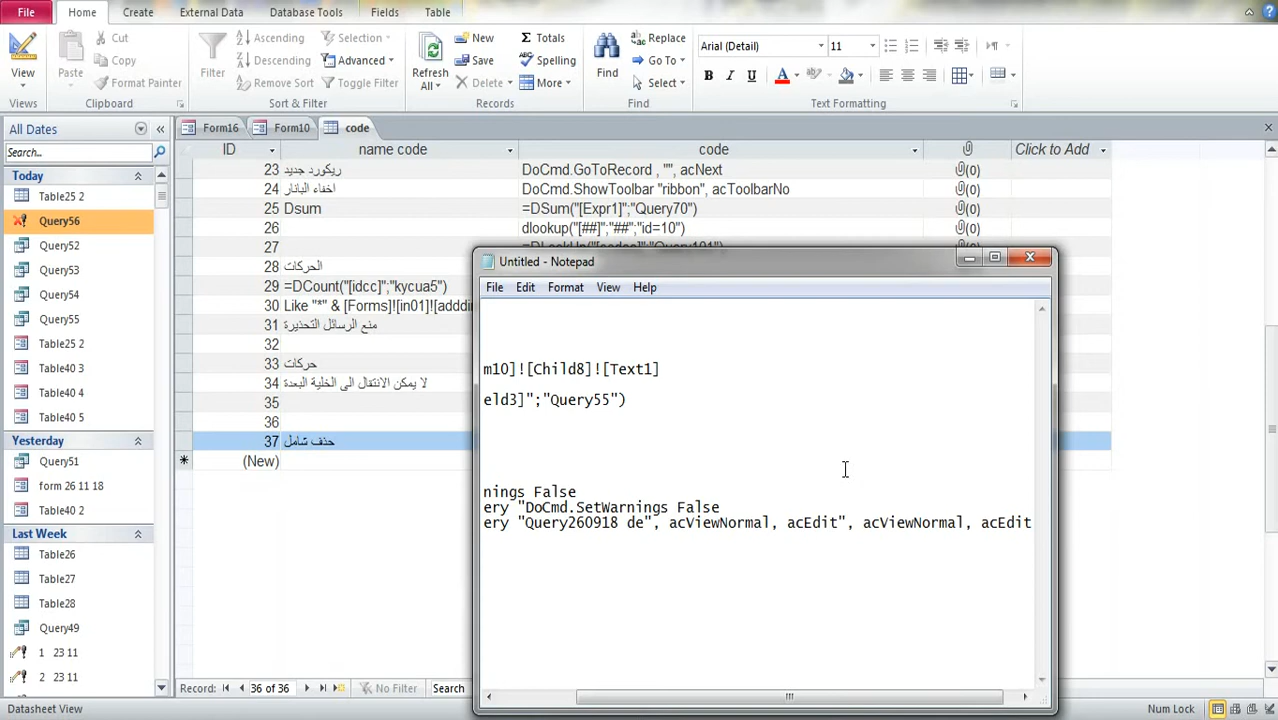 File Home Create External Data Database Tools Fields Table
View
Views
Paste
Cut
Copy
Format Painter
Clipboard
Filter
Ascending
Descending
Remove Sort
Selection
Advanced
Toggle Filter
Sort & Filter
Refresh All
New
Save
Delete
Totals
Spelling
More
Records
Find
Replace
Go To
Select
Find
Arial (Detail) 11
B I U A
Text Formatting
All Dates
Search...
Today
Table25 2
Query56
Query52
Query53
Query54
Query55
Table25 2
Table40 3
Table40 4
Table40 5
Yesterday
Query51
form 26 11 18
Table40 2
Last Week
Table26
Table27
Table28
Query49
1 23 11
2 23 11
Form16 Form10 code
ID name code code Click to Add
23 ريكورد جديد DoCmd.GoToRecord , "", acNext (0)
24 اخفاء الباتار DoCmd.ShowToolbar "ribbon", acToolbarNo (0)
25 Dsum =DSum("[Expr1]";"Query70") (0)
26 dlookup("[##]";"##";"id=10") (0)
27
28 الحركات
29 =DCount("[idcc]";"kycua5")
30 Like "*" & [Forms]![in01]![adddin
31 منع الرسائل التحذيرة
32
33 حركات
34 لا يمكن الانتقال الى الخلية البعدة
35
36
37 حذف شامل
* (New)
Untitled - Notepad
File Edit Format View Help
m10]![Child8]![Text1]
eld3]";"Query55")
nings False
ery "DoCmd.SetWarnings False
ery "Query260918 de", acViewNormal, acEdit", acViewNormal, acEdit
Record: 36 of 36 No Filter Search
Datasheet View
Num Lock